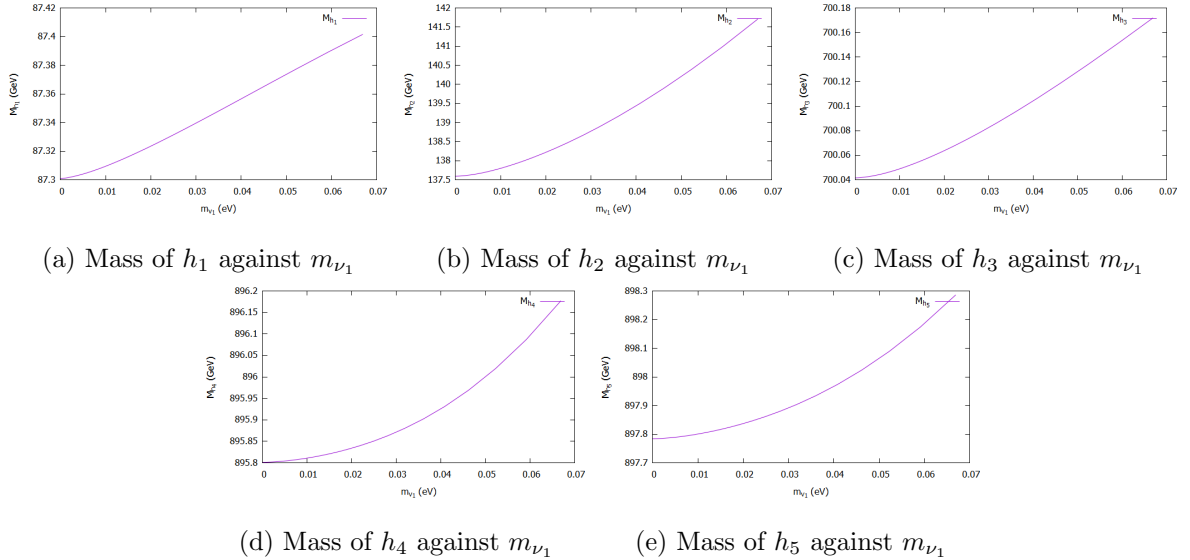 87.42
87.4
87.38
87.36
87.34
87.32
87.3
0 0.01 0.02 0.03 0.04 0.05 0.06 0.07
M_{h_1} (GeV)
m_{ν_1} (eV)
M_{h_1}
142
141.5
141
140.5
140
139.5
139
138.5
138
137.5
0 0.01 0.02 0.03 0.04 0.05 0.06 0.07
M_{h_2} (GeV)
m_{ν_1} (eV)
M_{h_2}
700.18
700.16
700.14
700.12
700.1
700.08
700.06
700.04
0 0.01 0.02 0.03 0.04 0.05 0.06 0.07
M_{h_3} (GeV)
m_{ν_1} (eV)
M_{h_3}
(a) Mass of h_1 against m_{ν_1}
(b) Mass of h_2 against m_{ν_1}
(c) Mass of h_3 against m_{ν_1}
896.2
896.15
896.1
896.05
896
895.95
895.9
895.85
895.8
0 0.01 0.02 0.03 0.04 0.05 0.06 0.07
M_{h_4} (GeV)
m_{ν_1} (eV)
M_{h_4}
898.3
898.2
898.1
898
897.9
897.8
897.7
0 0.01 0.02 0.03 0.04 0.05 0.06 0.07
M_{h_5} (GeV)
m_{ν_1} (eV)
M_{h_5}
(d) Mass of h_4 against m_{ν_1}
(e) Mass of h_5 against m_{ν_1}